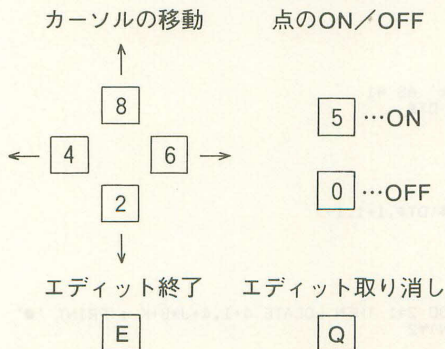 カーソルの移動 点のON／OFF
↑
8
5 …ON
← 4 6 →
0 …OFF
2
↓
エディット終了 エディット取り消し
E Q